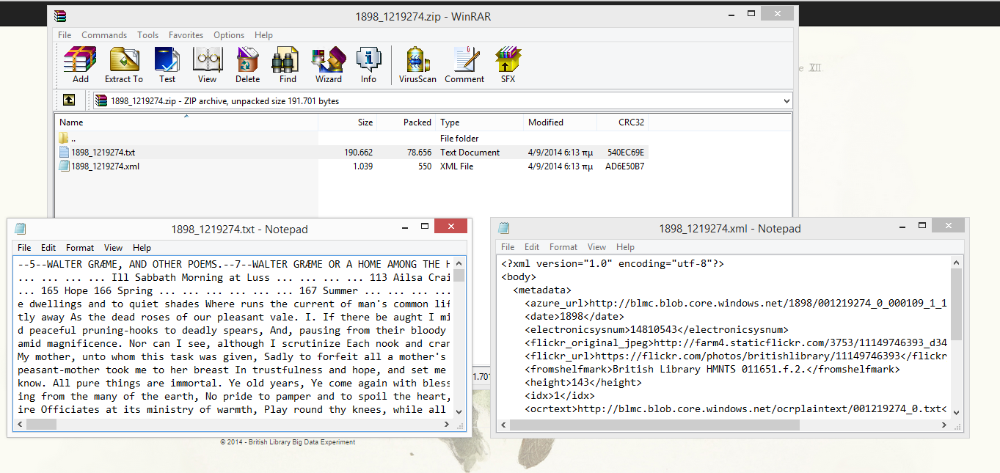 1898_1219274.zip - WinRAR
File Commands Tools Favorites Options Help
Add Extract To Test View Delete Find Wizard Info VirusScan Comment SFX
e XII.
1898_1219274.zip - ZIP archive, unpacked size 191.701 bytes
Name Size Packed Type Modified CRC32
.. File folder
1898_1219274.txt 190.662 78.656 Text Document 4/9/2014 6:13 πμ 540EC69E
1898_1219274.xml 1.039 550 XML File 4/9/2014 6:13 πμ AD6E50B7
1898_1219274.txt - Notepad
File Edit Format View Help
--5--WALTER GRÆME, AND OTHER POEMS.--7--WALTER GRÆME OR A HOME AMONG THE H
... ... ... ... Ill Sabbath Morning at Luss ... ... ... ... 113 Ailsa Crai
... 165 Hope 166 Spring ... ... ... ... ... 167 Summer ... ... ... ...
e dwellings and to quiet shades Where runs the current of man's common lif
tly away As the dead roses of our pleasant vale. I. If there be aught I mi
d peaceful pruning-hooks to deadly spears, And, pausing from their bloody
amid magnificence. Nor can I see, although I scrutinize Each nook and cran
My mother, unto whom this task was given, Sadly to forfeit all a mother's
peasant-mother took me to her breast In trustfulness and hope, and set me
know. All pure things are immortal. Ye old years, Ye come again with bless
ing from the many of the earth, No pride to pamper and to spoil the heart,
ire Officiates at its ministry of warmth, Play round thy knees, while all
1.701
1898_1219274.xml - Notepad
File Edit Format View Help
<?xml version="1.0" encoding="utf-8"?>
<body>
<metadata>
<azure_url>http://blmc.blob.core.windows.net/1898/001219274_0_000109_1_1
<date>1898</date>
<electronicsysnum>14810543</electronicsysnum>
<flickr_original_jpeg>http://farm4.staticflickr.com/3753/11149746393_d34
<flickr_url>https://flickr.com/photos/britishlibrary/11149746393</flickr
<fromshelfmark>British Library HMNTS 011651.f.2.</fromshelfmark>
<height>143</height>
<idx>1</idx>
<ocrtext>http://blmc.blob.core.windows.net/ocrplaintext/001219274_0.txt<
© 2014 - British Library Big Data Experiment